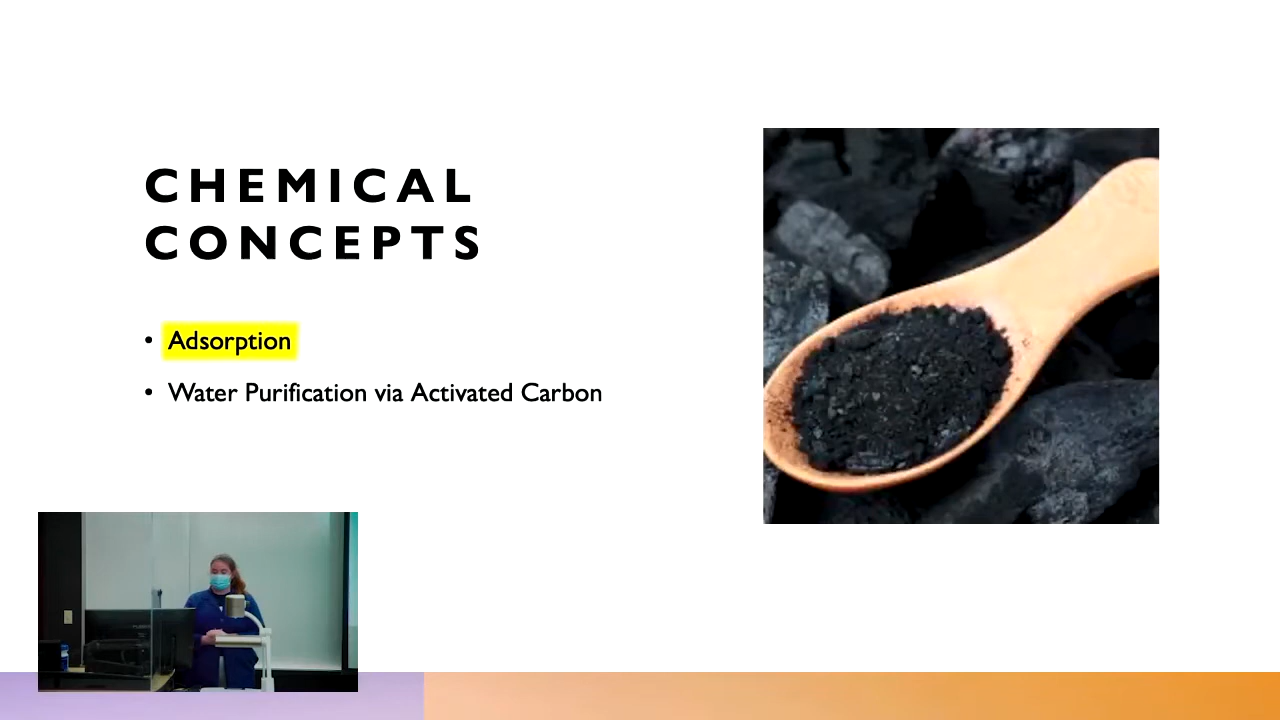 CHEMICAL
CONCEPTS
• Adsorption
• Water Purification via Activated Carbon